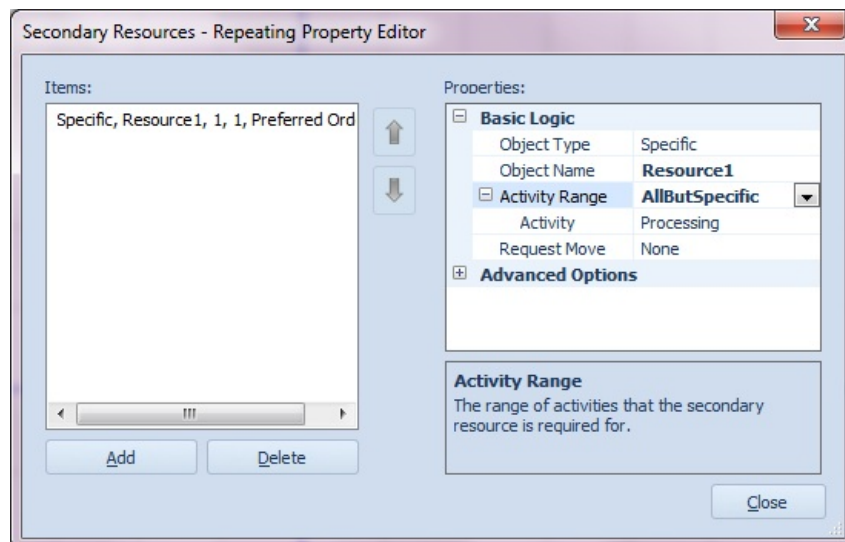 Secondary Resources - Repeating Property Editor
Items:
Specific, Resource1, 1, 1, Preferred Ord
Add
Delete
Properties:
Basic Logic
Object Type Specific
Object Name Resource1
Activity Range AllButSpecific
Activity Processing
Request Move None
Advanced Options
Activity Range
The range of activities that the secondary
resource is required for.
Close